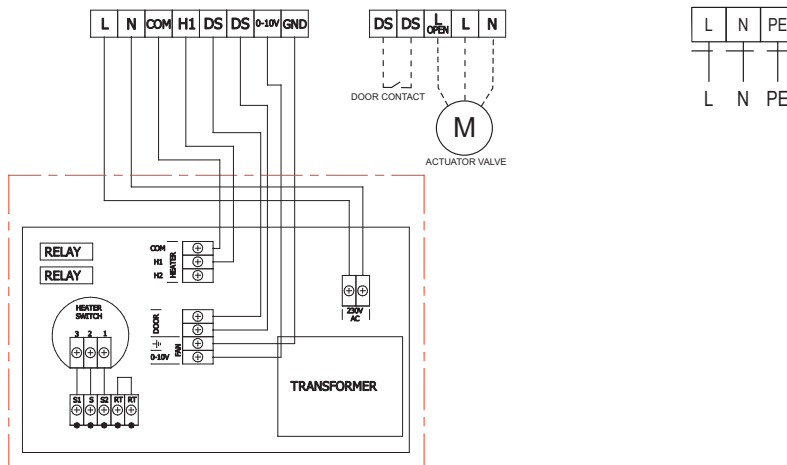 L N COM H1 DS DS 0-10V GND
DS DS L OPEN L N
L N PE
DOOR CONTACT
L N PE
M
ACTUATOR VALVE
RELAY
RELAY
COM
H1
H2
HEATER
HEATER
SWITCH
3 2 1
230V
AC
DOOR
FAN
0-10V
TRANSFORMER
S1 S S2 RT RT